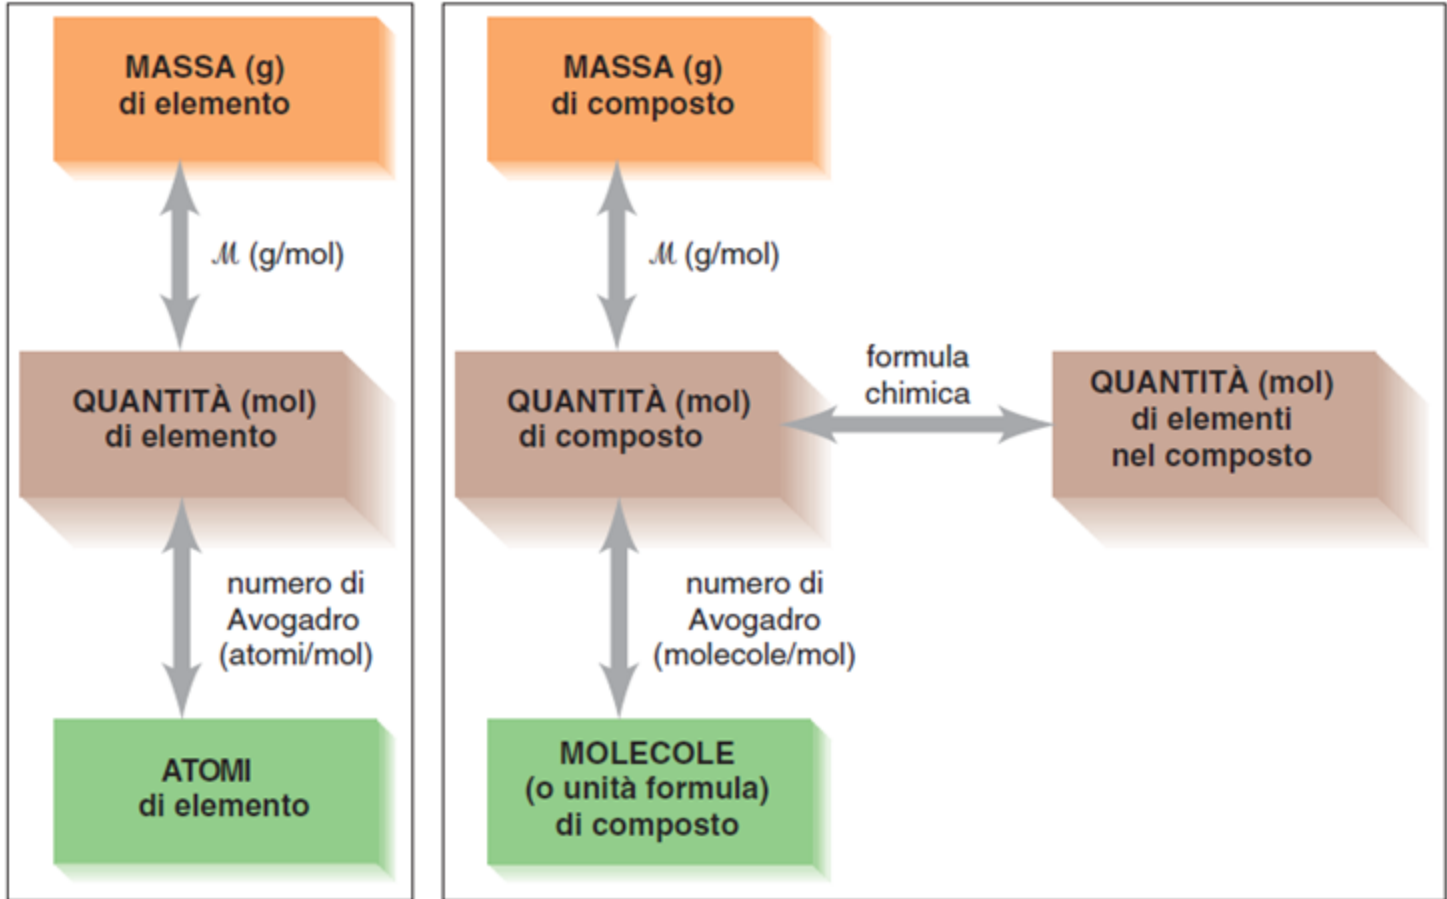 MASSA (g)
di elemento
ℳ (g/mol)
QUANTITÀ (mol)
di elemento
numero di
Avogadro
(atomi/mol)
ATOMI
di elemento
MASSA (g)
di composto
ℳ (g/mol)
QUANTITÀ (mol)
di composto
formula
chimica
QUANTITÀ (mol)
di elementi
nel composto
numero di
Avogadro
(molecole/mol)
MOLECOLE
(o unità formula)
di composto